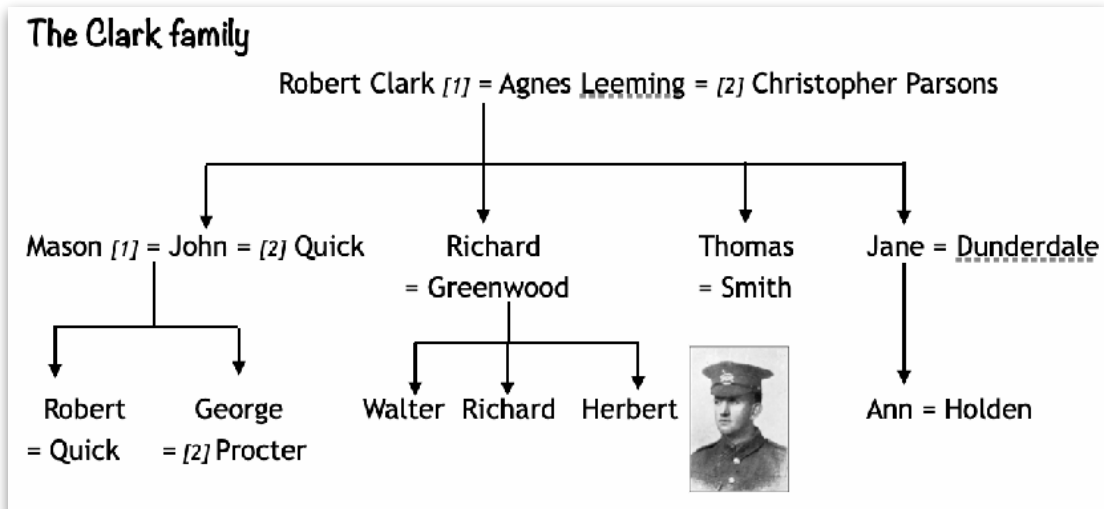 The Clark family
Robert Clark [1] = Agnes Leeming = [2] Christopher Parsons
Mason [1] = John = [2] Quick
Richard
= Greenwood
Thomas
= Smith
Jane = Dunderdale
Robert
= Quick
George
= [2] Procter
Walter Richard Herbert
Ann = Holden